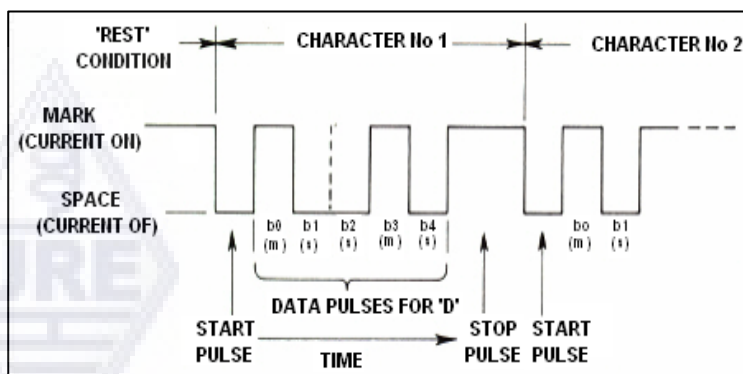 'REST'
CONDITION
CHARACTER No 1
CHARACTER No 2
MARK
(CURRENT ON)
SPACE
(CURRENT OF)
b0 b1 b2 b3 b4 bo b1
(m) (s) (s) (m) (s) (m) (s)
DATA PULSES FOR 'D'
START
PULSE
STOP
PULSE
START
PULSE
TIME